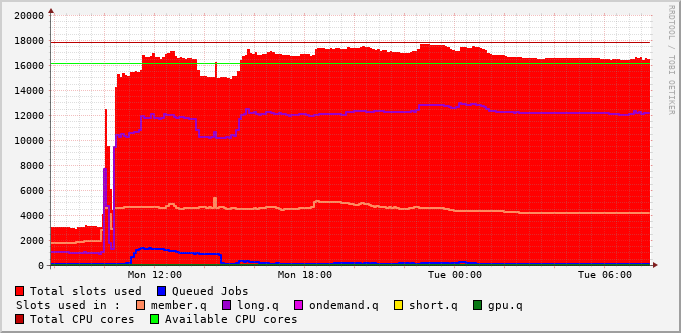 20000
18000
16000
14000
12000
10000
8000
6000
4000
2000
0
Mon 12:00 Mon 18:00 Tue 00:00 Tue 06:00
RRDTOOL / TOBI OETIKER
Total slots used Queued Jobs
Slots used in : member.q long.q ondemand.q short.q gpu.q
Total CPU cores Available CPU cores